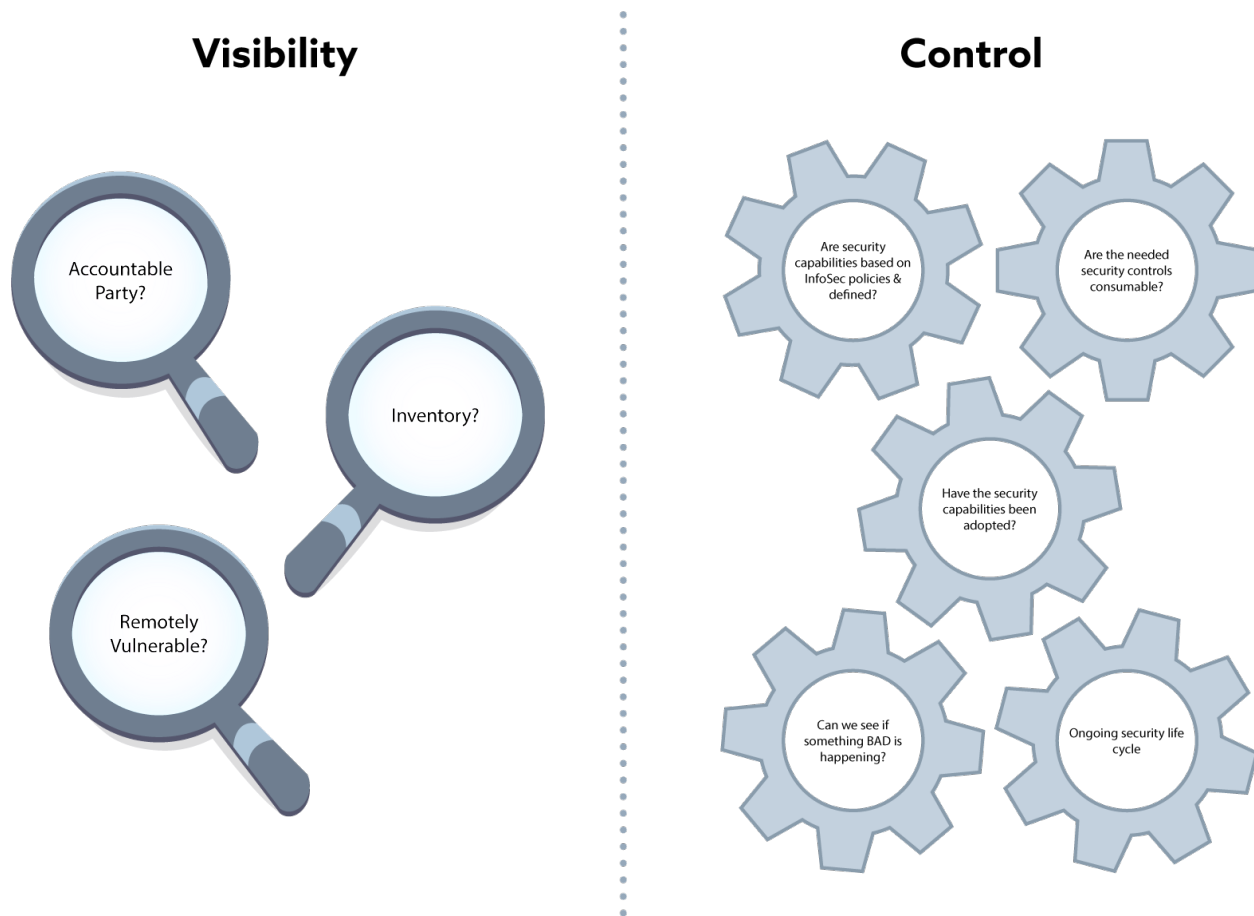 Visibility
Accountable
Party?
Inventory?
Remotely
Vulnerable?
Control
Are security
capabilities based on
InfoSec policies &
defined?
Are the needed
security controls
consumable?
Have the security
capabilities been
adopted?
Can we see if
something BAD is
happening?
Ongoing security life
cycle